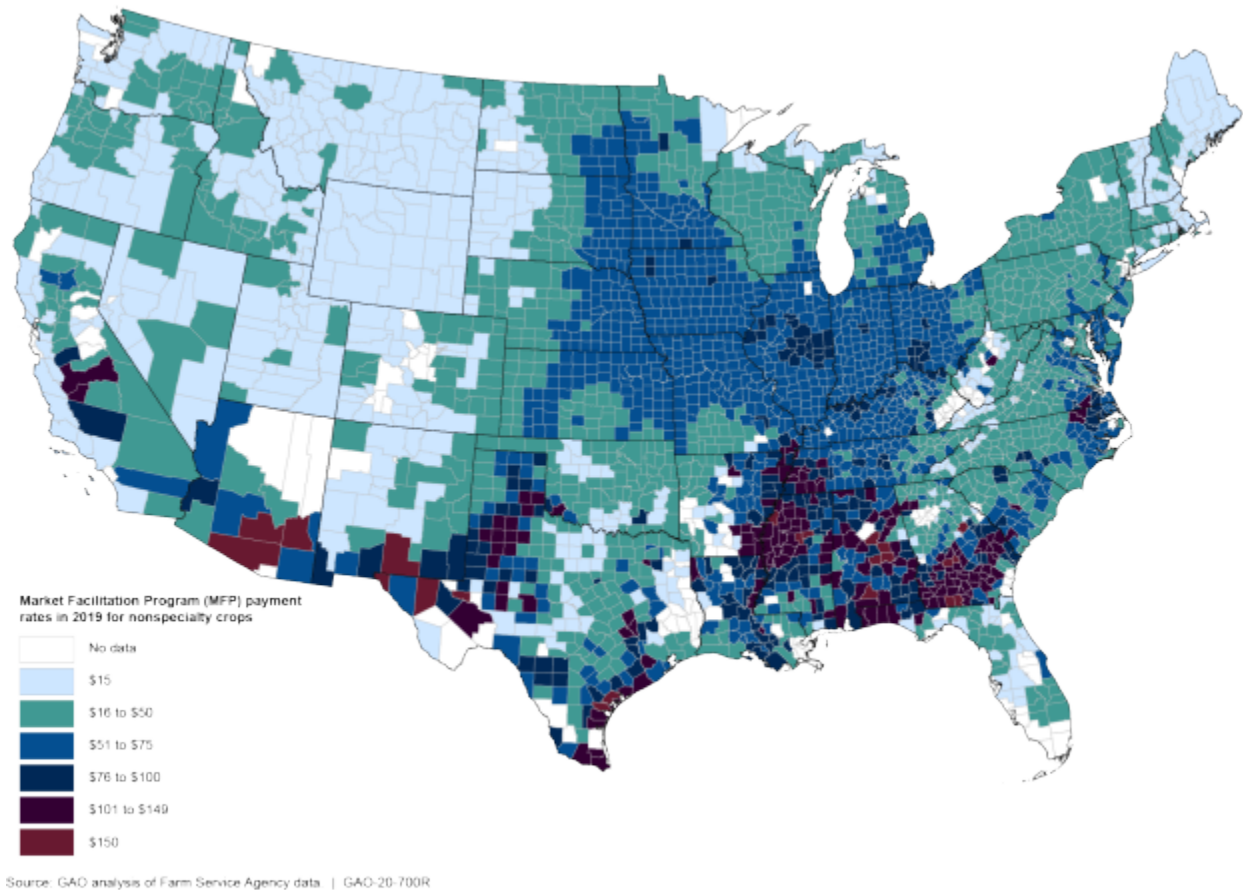 Market Facilitation Program (MFP) payment
rates in 2019 for nonspecialty crops
No data
$15
$16 to $50
$51 to $75
$76 to $100
$101 to $149
$150
Source: GAO analysis of Farm Service Agency data | GAO-20-700R